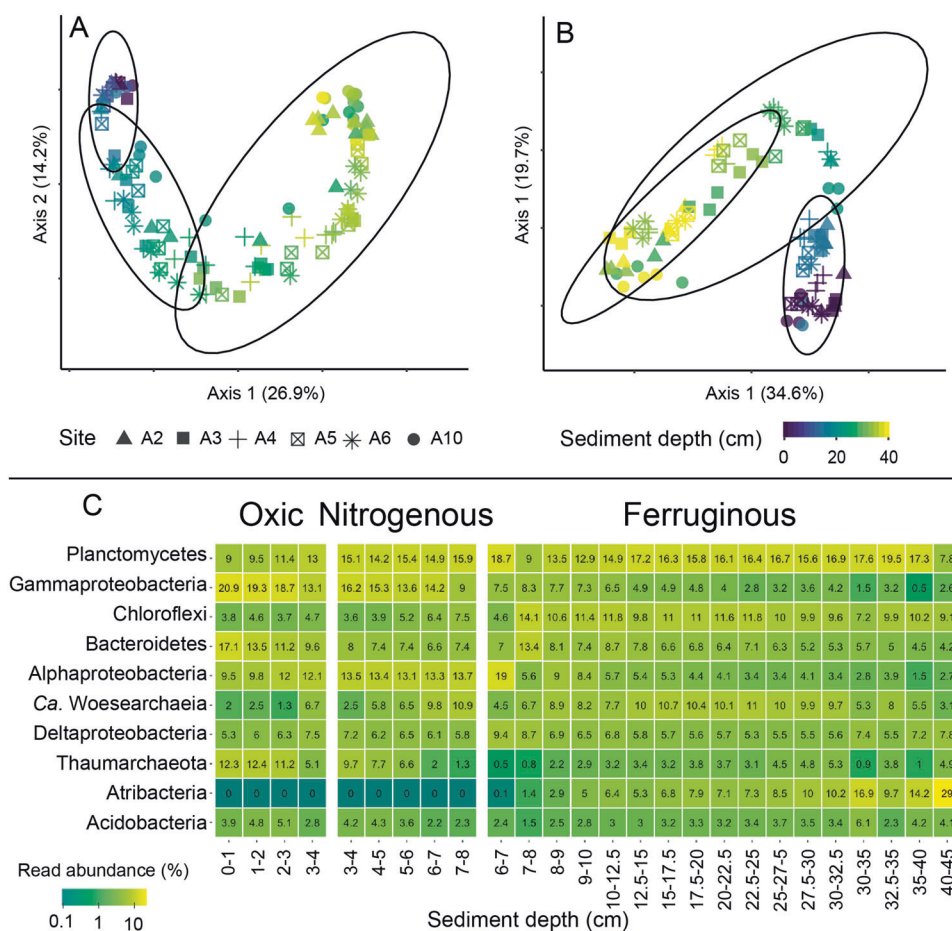 A
B
Axis 2 (14.2%)
Axis 1 (19.7%)
Axis 1 (26.9%)
Axis 1 (34.6%)
Site A2 A3 A4 A5 A6 A10
Sediment depth (cm)
0 40
C
Oxic Nitrogenous Ferruginous
Planctomycetes 9 9.5 11.4 13 15.1 14.2 15.4 14.9 15.9 18.7 9 13.5 12.9 14.9 17.2 16.3 15.8 16.1 16.4 16.7 15.6 16.9 17.6 19.5 17.3 7.8
Gammaproteobacteria 20.9 19.3 18.7 13.1 16.2 15.3 13.6 14.2 9 7.5 8.3 7.7 7.3 6.5 4.9 4.9 4.8 4 2.8 3.2 3.6 4.2 1.5 3.2 0.5 2.6
Chloroflexi 3.8 4.6 3.7 4.7 3.6 3.9 5.2 6.4 7.5 4.6 14.1 10.6 11.4 11.8 9.8 11 11 11.6 11.8 10 9.9 9.6 7.2 9.9 10.2 9.1
Bacteroidetes 17.1 13.5 11.2 9.6 8 7.4 7.4 6.6 7.4 7 13.4 8.1 7.2 8.7 7.8 6.6 6.8 6.4 7.1 6.3 5.2 5.3 5.7 5 4.5 4.2
Alphaproteobacteria 9.5 9.8 12 12.1 13.5 13.4 13.1 13.3 13.7 19 5.6 9 8.4 5.7 5.4 5.3 4.4 4.1 3.4 4.1 3.4 4.6 2.8 3.9 1.5 2.7
Ca. Woesearchaeia 2 2.5 1.3 6.7 2.5 5.8 6.5 9.8 10.9 4.5 6.7 8.9 8.2 7.7 10 15.7 10.4 10.1 11 10 9.9 9.7 5.5 8 5.5 3.1
Deltaproteobacteria 5.3 6 6.3 7.5 7.2 6.2 6.5 6.1 5.8 9.4 8.7 6.9 6.5 6.8 5.8 5.7 5.6 5.3 5.5 5.5 5.5 5.7 5.9 5.7 7.2 7.8
Thaumarchaeota 12.3 12.4 11.2 5.1 9.7 7.7 6.6 2 1.3 0.5 0.8 2.2 2.9 3.2 3.4 3.2 3.8 3.7 3.1 4.5 4.8 5.3 0.9 3.8 1 4.9
Atribacteria 0 0 0 0 0 0 0 0 0 0.1 1.4 2.9 5 6.4 5.3 6.8 7.9 7.1 7.3 8.5 10 10.2 16.9 9.7 14.2 29
Acidobacteria 3.9 4.8 5.1 2.8 4.2 4.3 3.6 2.2 2.3 2.4 1.5 2.5 2.8 3 3 3.2 3.3 3.2 3.4 3.2 3.1 3.4 6.1 2.3 4.2 4.1
0-1 1-2 2-3 3-4 3-4 4-5 5-6 6-7 7-8 6-7 7-8 8-9 9-10 10-12.5 12.5-15 15-17.5 17.5-20 20-22.5 22.5-25 25-27-5 27.5-30 30-32.5 30-35 32.5-35 35-40 40-45
Read abundance (%)
0.1 1 10
Sediment depth (cm)